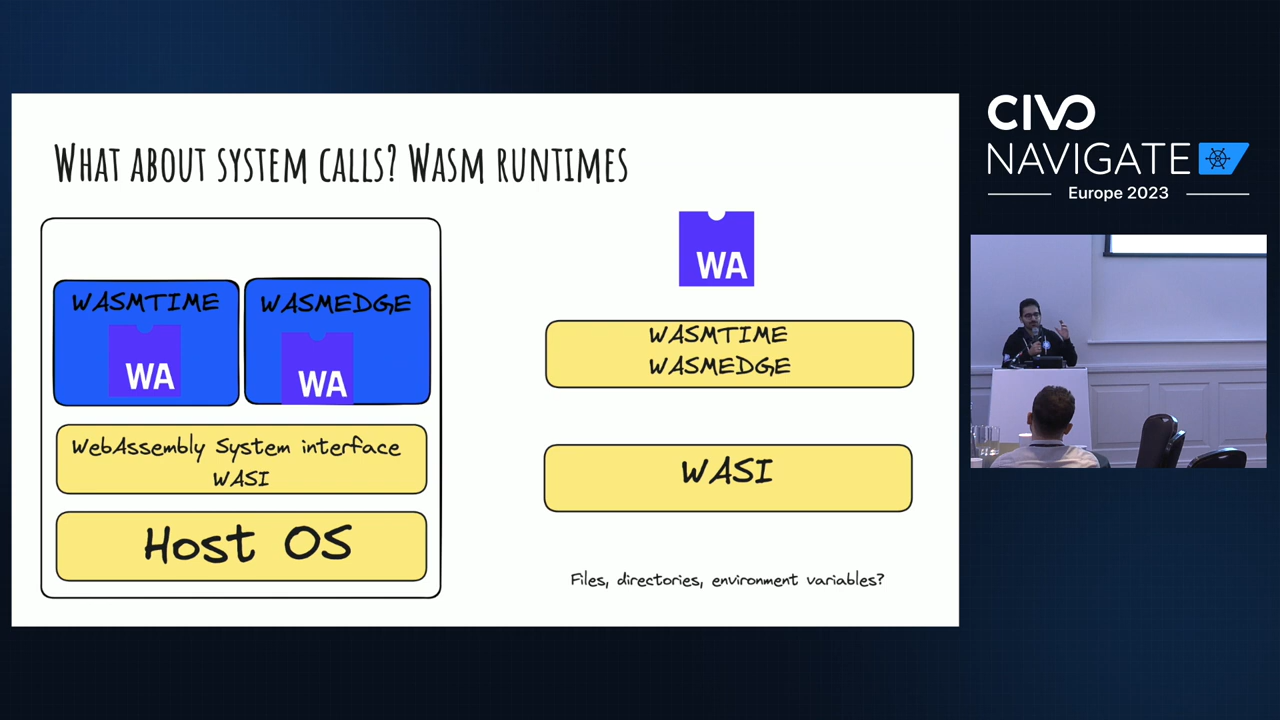 What about system calls? Wasm runtimes
WASMTIME
WA
WASMEDGE
WA
WebAssembly System interface
WASI
Host OS
WA
WASMTIME
WASMEDGE
WASI
Files, directories, environment variables?
CIVO
NAVIGATE
Europe 2023